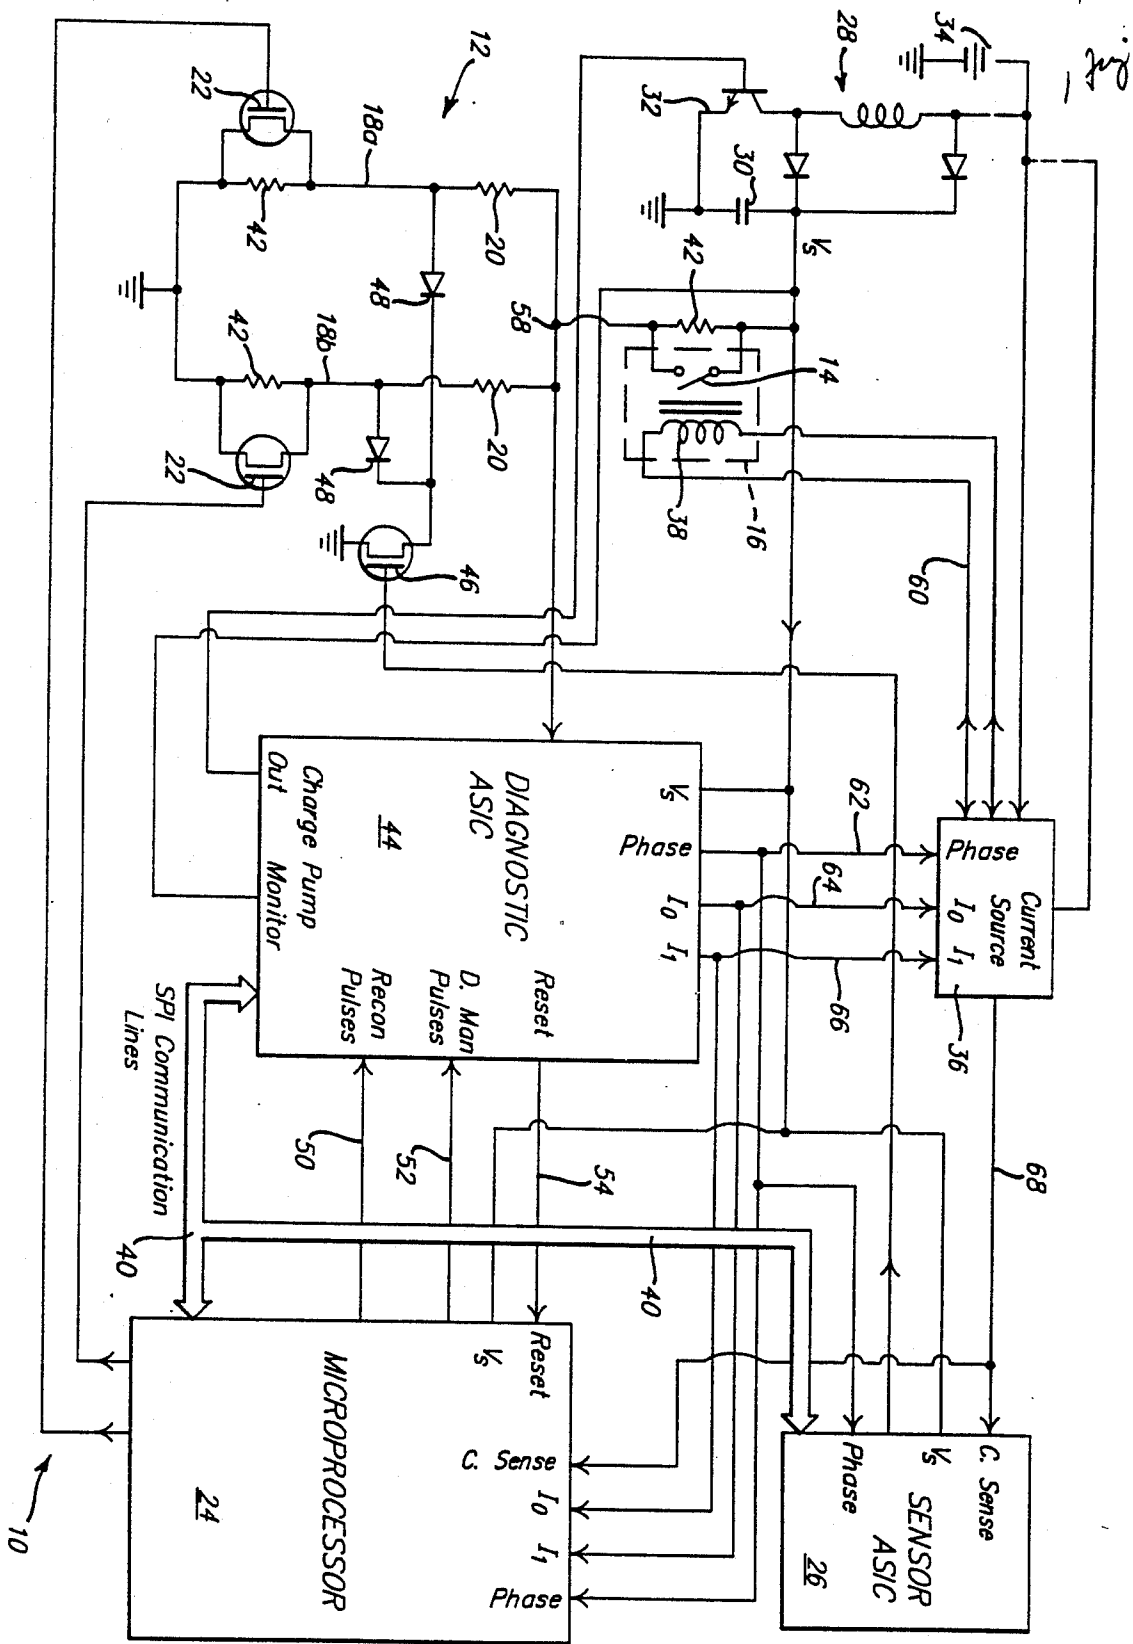 Fig. 1
34
28
32
30
Vs
42
58
14
38
16
60
Current
Source
Phase
I0
I1
36
68
62
64
66
C. Sense
Vs
Phase
SENSOR
ASIC
26
12
22
18a
42
20
48
42
18b
20
48
22
46
Vs
Phase
I0
I1
DIAGNOSTIC
ASIC
44
Reset
D. Man
Pulses
Recon
Pulses
Charge Pump
Out
Monitor
54
52
50
40
SPI Communication
Lines
40
Reset
Vs
C. Sense
I0
I1
Phase
MICROPROCESSOR
24
10